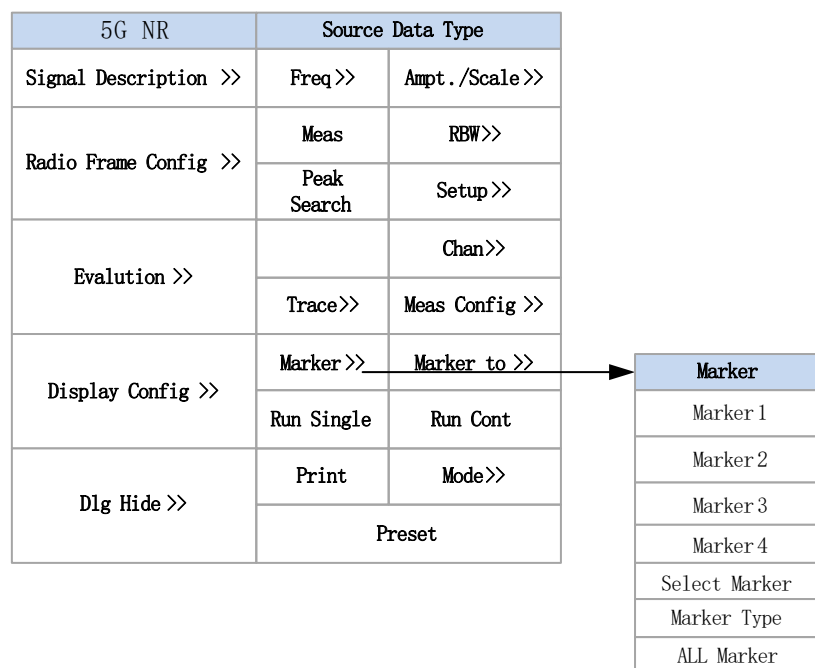 5G NR Source Data Type
Signal Description >> Freq>> Ampt./Scale>>
Radio Frame Config >> Meas RBW>>
Peak Search Setup>>
Evalution >> Chan>>
Trace>> Meas Config >>
Display Config >> Marker>> Marker to >>
Run Single Run Cont
Dlg Hide >> Print Mode>>
Preset
Marker
Marker1
Marker2
Marker3
Marker4
Select Marker
Marker Type
ALL Marker